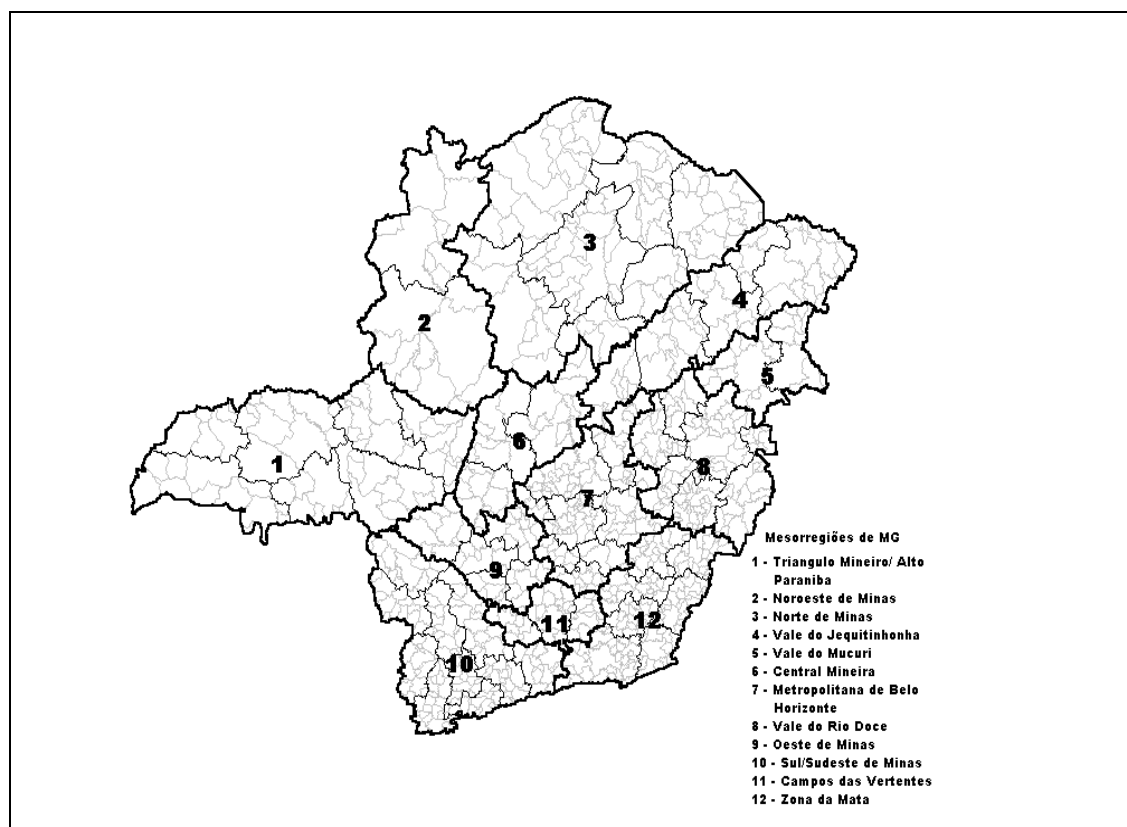 3
4
2
5
6
1
8
7
9
11
12
10
Mesorregiões de MG
1 - Triangulo Mineiro/ Alto
Paraniba
2 - Noroeste de Minas
3 - Norte de Minas
4 - Vale do Jequitinhonha
5 - Vale do Mucuri
6 - Central Mineira
7 - Metropolitana de Belo
Horizonte
8 - Vale do Rio Doce
9 - Oeste de Minas
10 - Sul/Sudeste de Minas
11 - Campos das Vertentes
12 - Zona da Mata